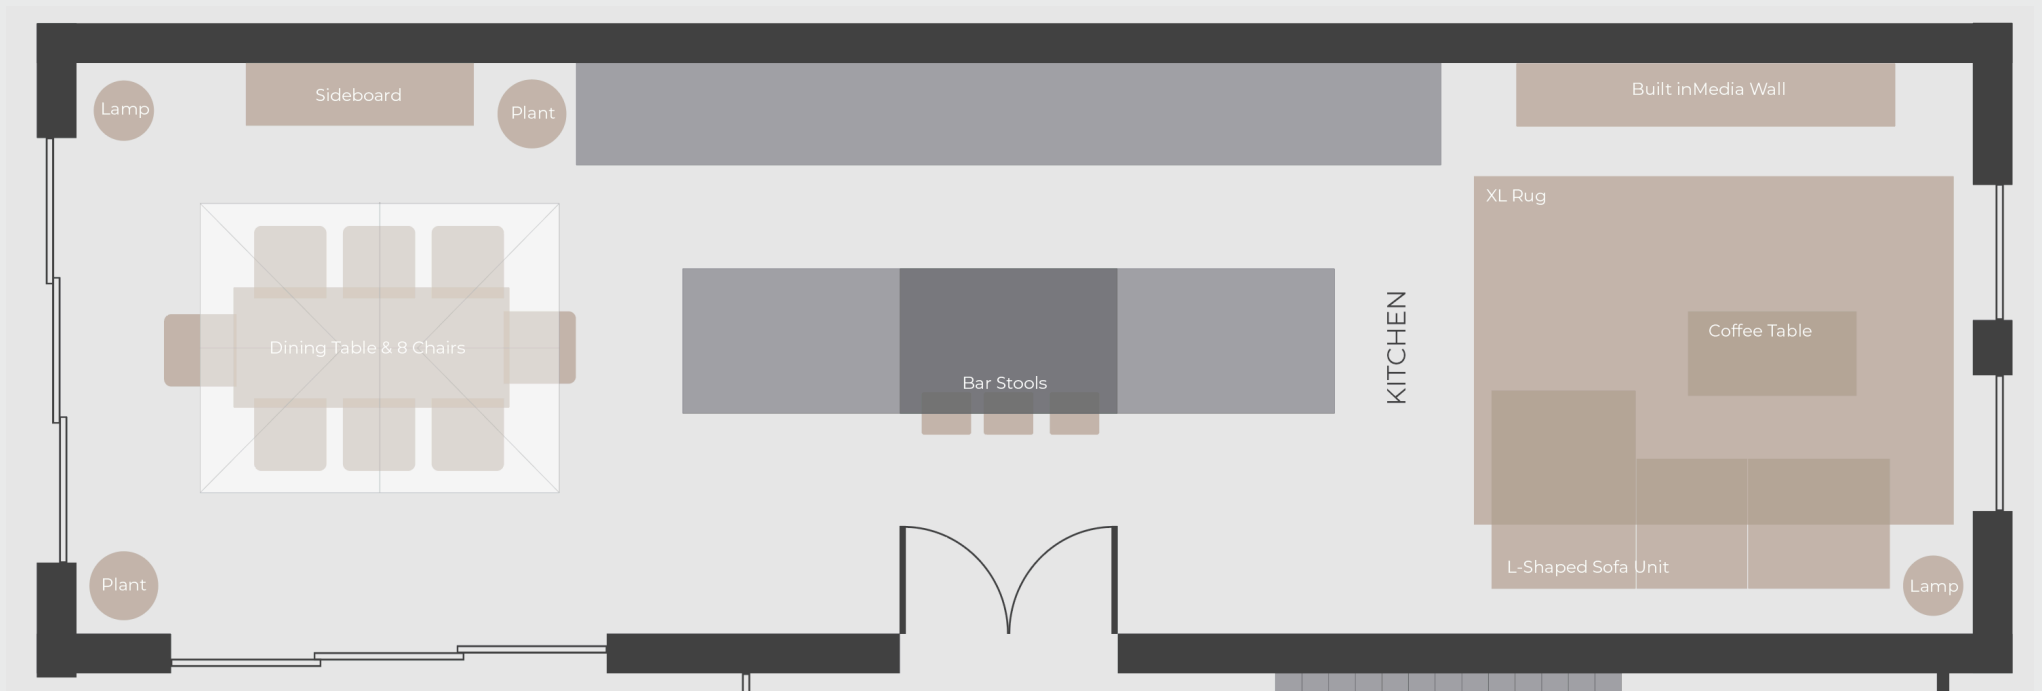 Lamp
Sideboard
Plant
Built inMedia Wall
XL Rug
Coffee Table
Dining Table & 8 Chairs
Bar Stools
KITCHEN
L-Shaped Sofa Unit
Plant
Lamp